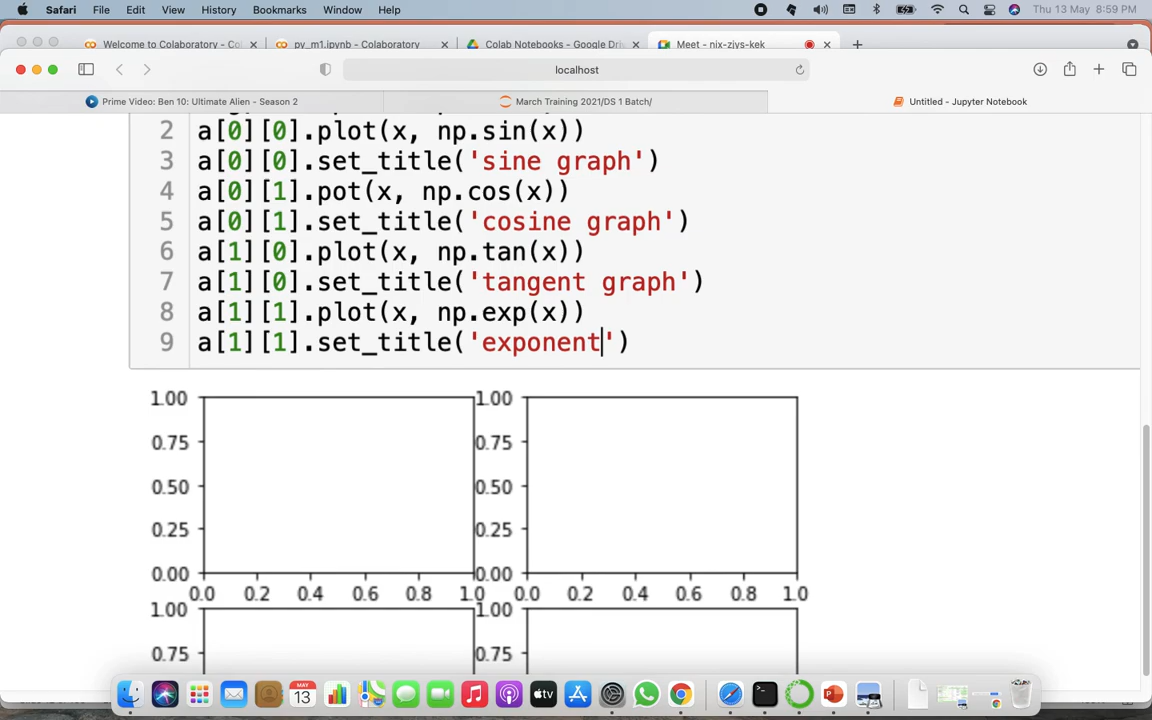 Safari File Edit View History Bookmarks Window Help Thu 13 May 8:59 PM
Welcome to Colaboratory - Co py_m1.ipynb - Colaboratory Colab Notebooks - Google Dri Meet - nix-zjys-kek
localhost
Prime Video: Ben 10: Ultimate Alien - Season 2 March Training 2021/DS 1 Batch/ Untitled - Jupyter Notebook
2 a[0][0].plot(x, np.sin(x))
3 a[0][0].set_title('sine graph')
4 a[0][1].pot(x, np.cos(x))
5 a[0][1].set_title('cosine graph')
6 a[1][0].plot(x, np.tan(x))
7 a[1][0].set_title('tangent graph')
8 a[1][1].plot(x, np.exp(x))
9 a[1][1].set_title('exponent')
1.00 1.00
0.75 0.75
0.50 0.50
0.25 0.25
0.00 0.00
0.0 0.2 0.4 0.6 0.8 1.0 0.0 0.2 0.4 0.6 0.8 1.0
1.00 1.00
0.75 0.75
MAY
13
tv